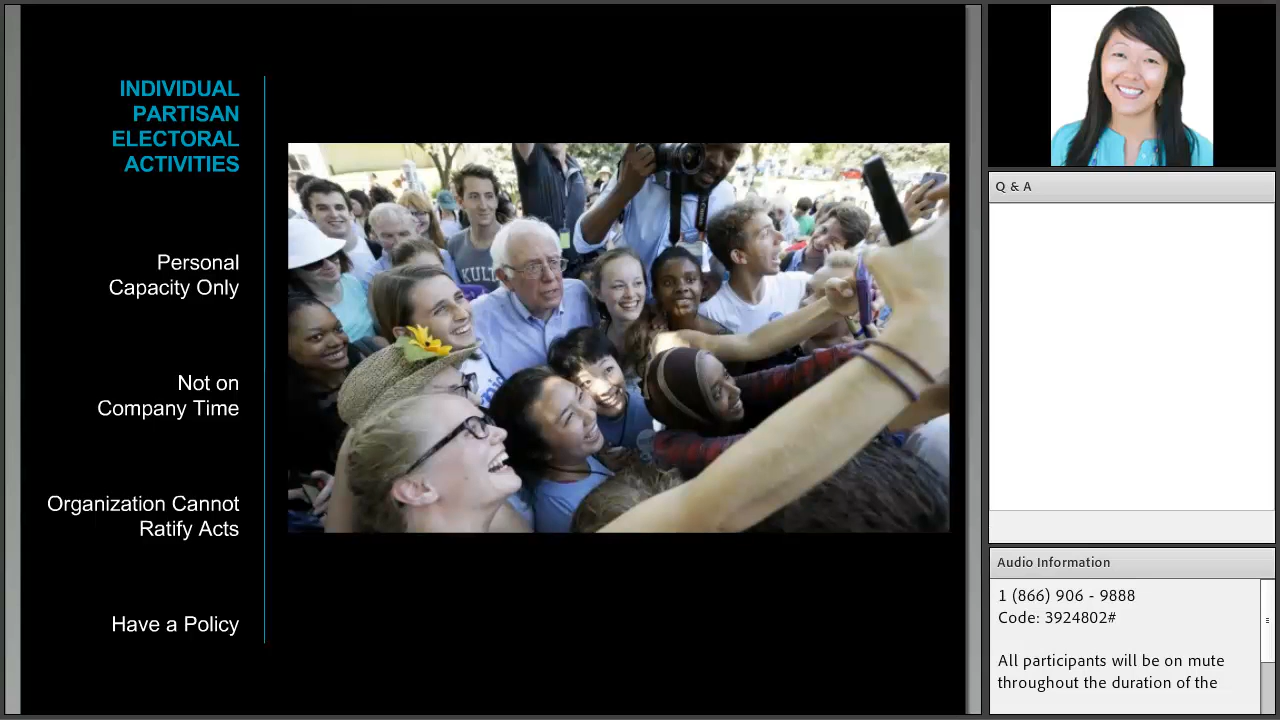 INDIVIDUAL
PARTISAN
ELECTORAL
ACTIVITIES
Personal
Capacity Only
Not on
Company Time
Organization Cannot
Ratify Acts
Have a Policy
KULT
Q & A
Audio Information
1 (866) 906 - 9888
Code: 3924802#
All participants will be on mute
throughout the duration of the